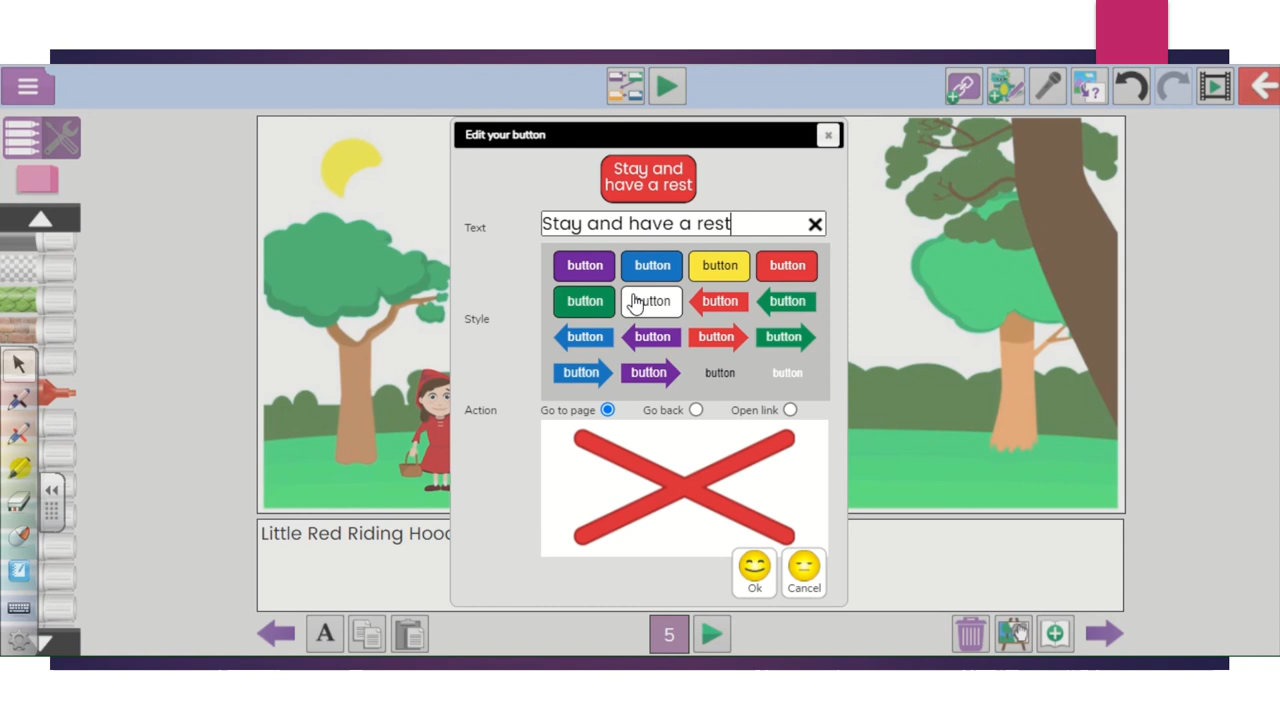 Edit your button
Stay and
have a rest
Text
Stay and have a rest
button button button button
Style
button button button
button button button button
button button button button
Action
Go to page
Go back
Open link
Little Red Riding Hood
Ok
Cancel
A
5